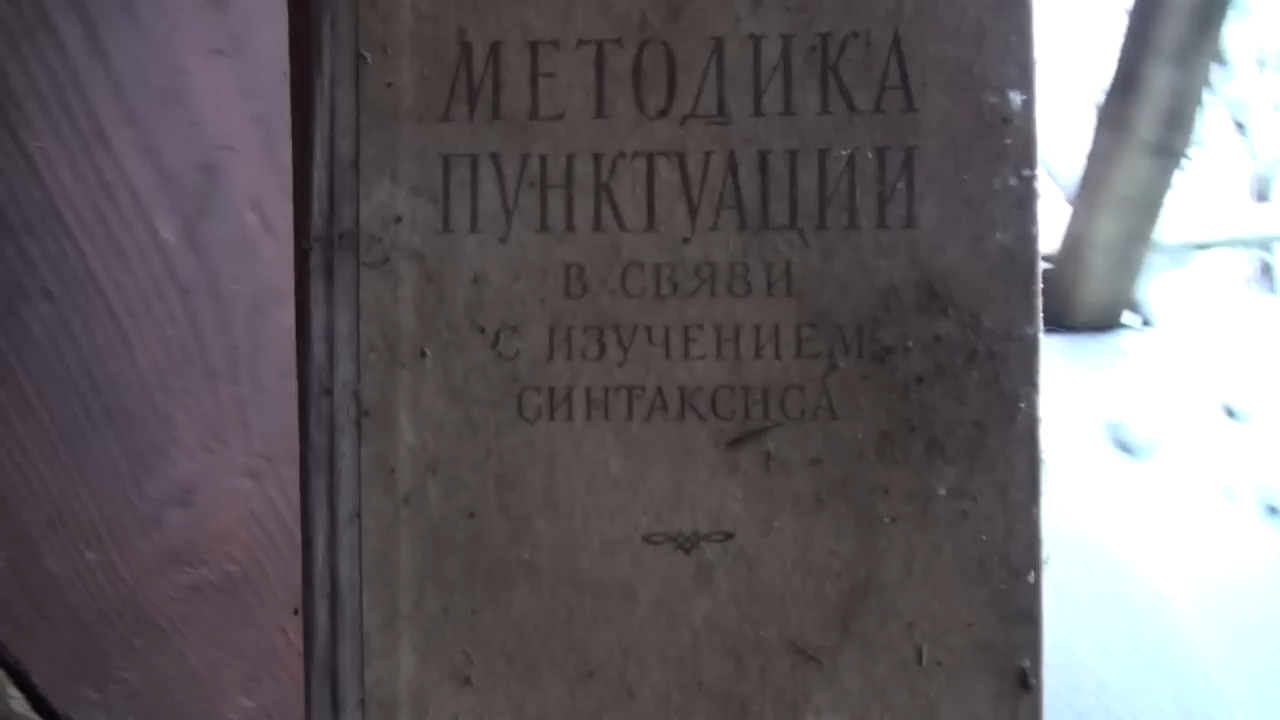 МЕТОДИКА
ПУНКТУАЦИИ
В СВЯЗИ
С ИЗУЧЕНИЕМ
СИНТАКСИСА